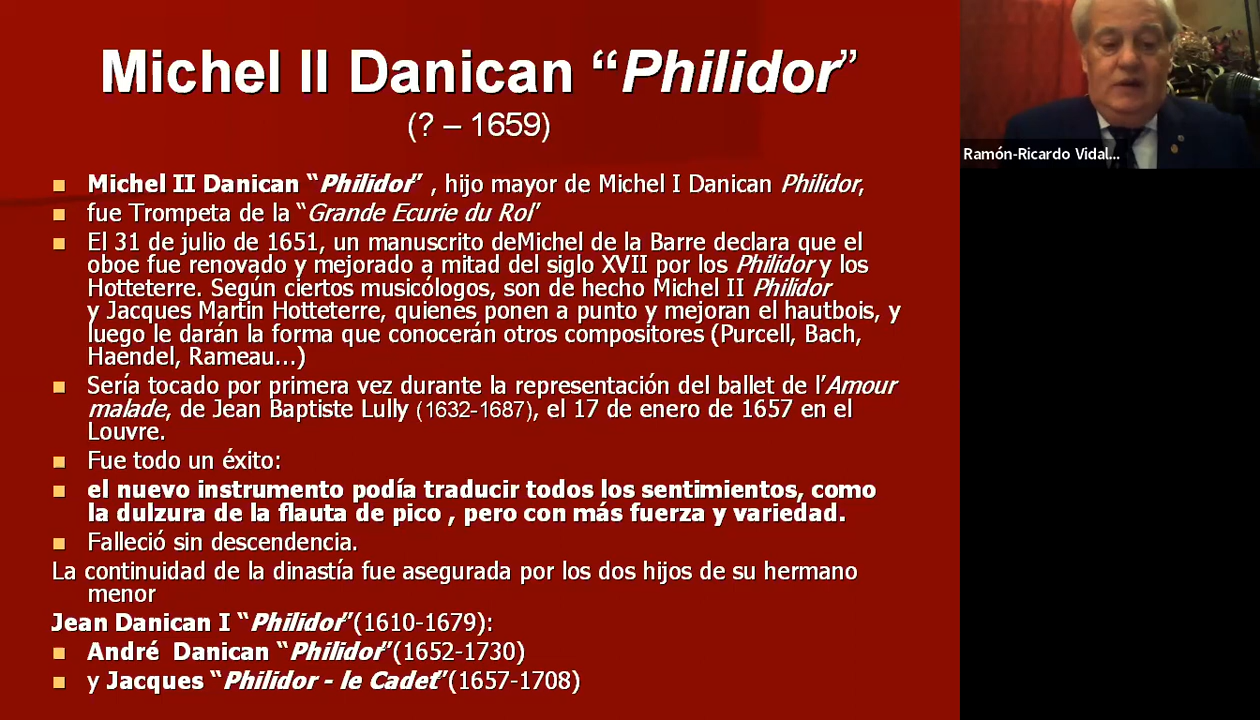 Michel II Danican “Philidor”
(? – 1659)
Ramón-Ricardo Vidal...
■ Michel II Danican “Philidor” , hijo mayor de Michel I Danican Philidor,
■ fue Trompeta de la “Grande Ecurie du RoI”
■ El 31 de julio de 1651, un manuscrito deMichel de la Barre declara que el
oboe fue renovado y mejorado a mitad del siglo XVII por los Philidor y los
Hotteterre. Según ciertos musicólogos, son de hecho Michel II Philidor
y Jacques Martin Hotteterre, quienes ponen a punto y mejoran el hautbois, y
luego le darán la forma que conocerán otros compositores (Purcell, Bach,
Haendel, Rameau...)
■ Sería tocado por primera vez durante la representación del ballet de l’Amour
malade, de Jean Baptiste Lully (1632-1687), el 17 de enero de 1657 en el
Louvre.
■ Fue todo un éxito:
■ el nuevo instrumento podía traducir todos los sentimientos, como
la dulzura de la flauta de pico , pero con más fuerza y variedad.
■ Falleció sin descendencia.
La continuidad de la dinastía fue asegurada por los dos hijos de su hermano
menor
Jean Danican I “Philidor”(1610-1679):
■ André Danican “Philidor”(1652-1730)
■ y Jacques “Philidor - le Cadet”(1657-1708)